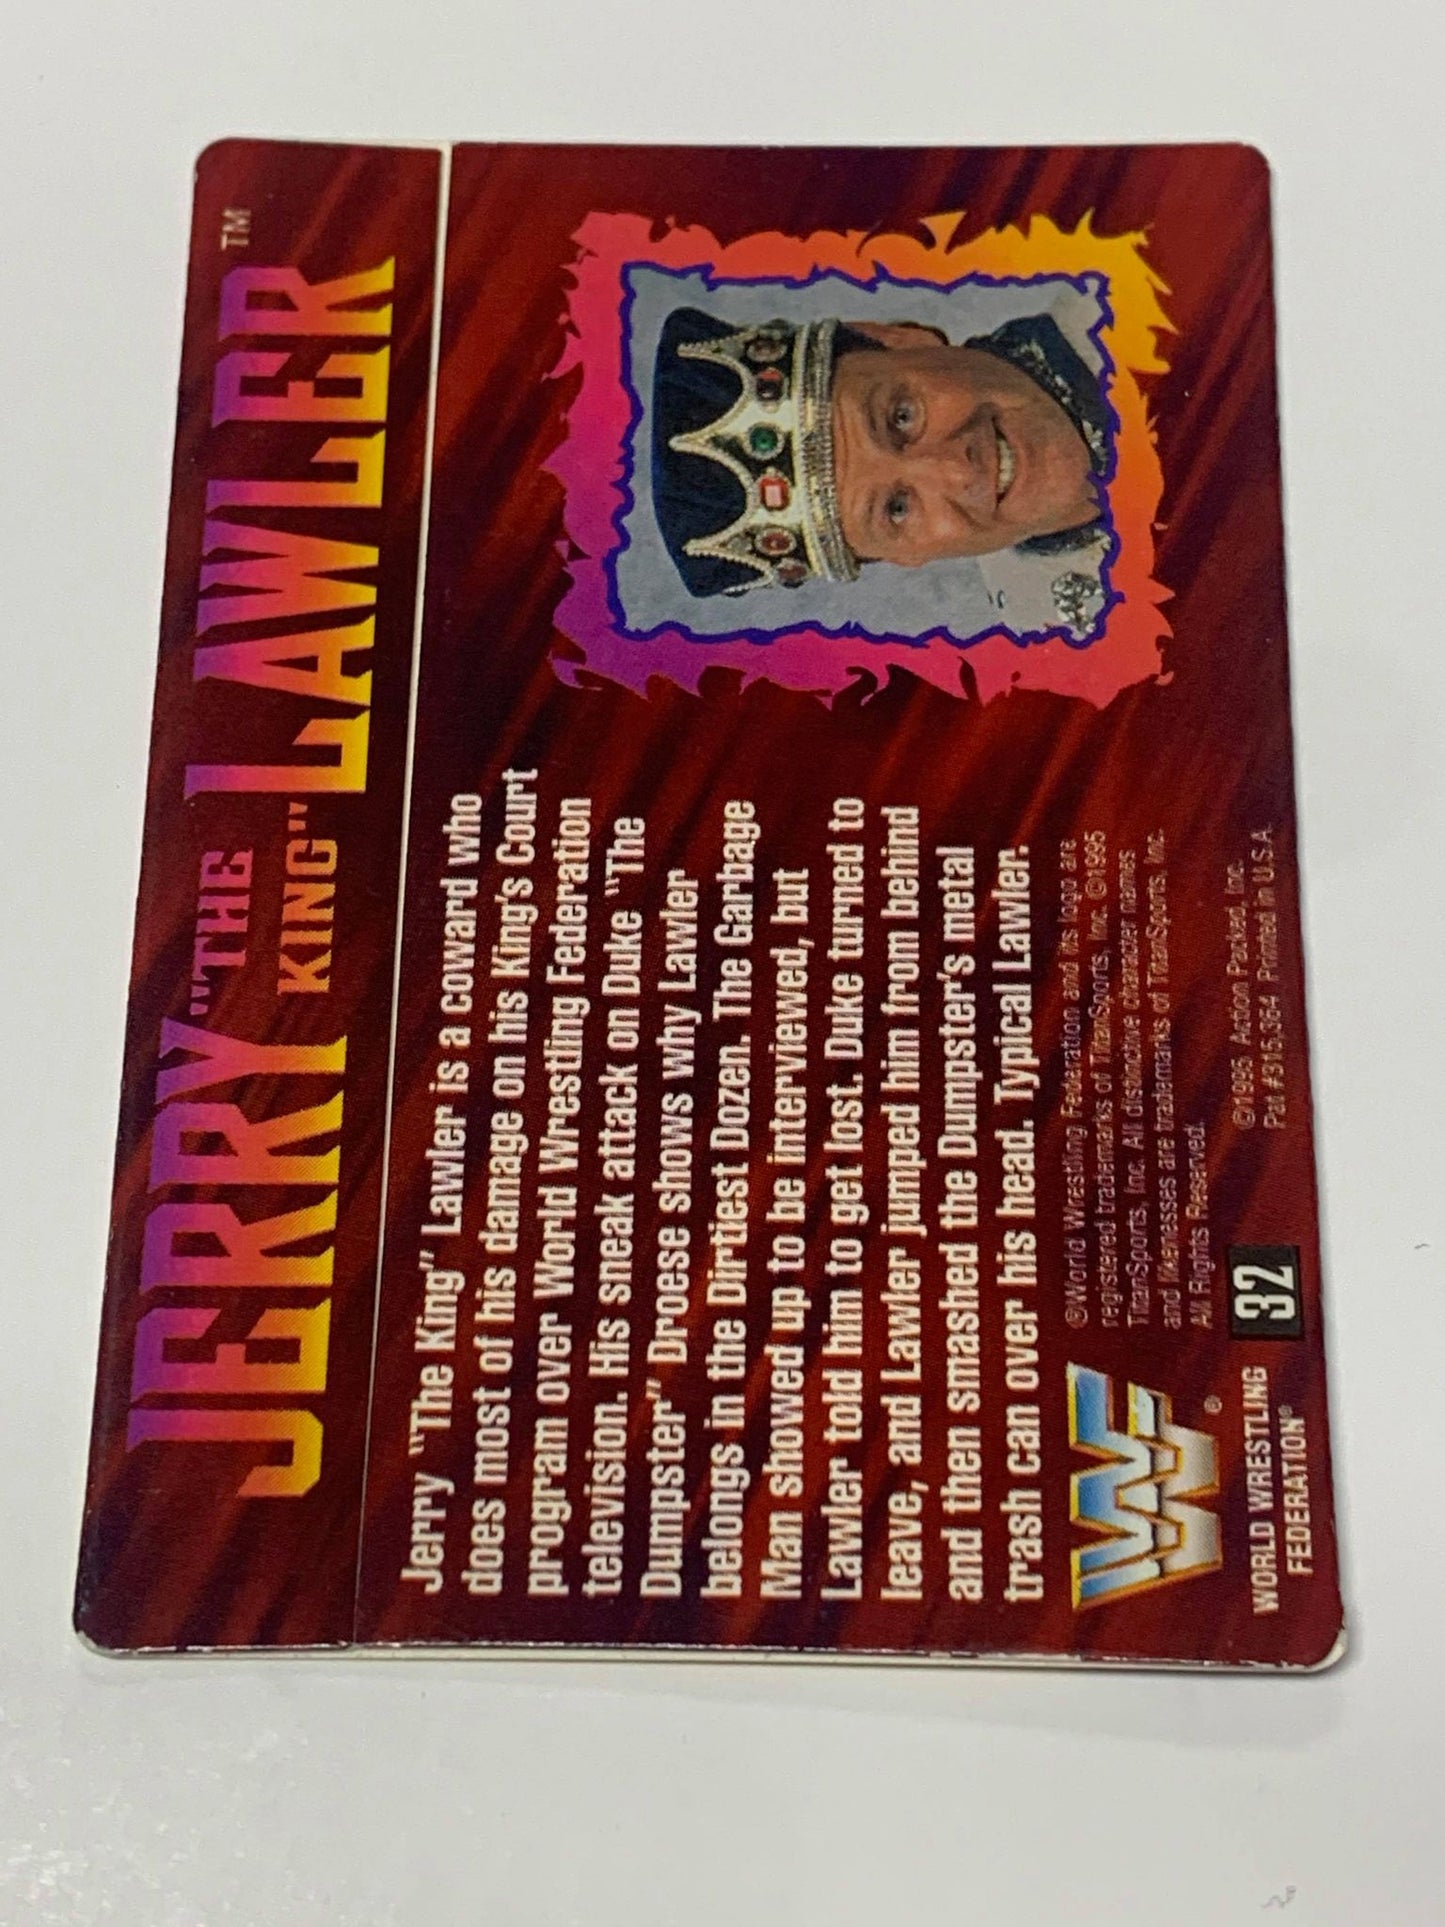 JERRY "THE KING" LAWLER™
Jerry "The King" Lawler is a coward who
does most of his damage on his King's Court
program over World Wrestling Federation
television. His sneak attack on Duke "The
Dumpster" Droese shows why Lawler
belongs in the Dirtiest Dozen. The Garbage
Man showed up to be interviewed, but
Lawler told him to get lost. Duke turned to
leave, and Lawler jumped him from behind
and then smashed the Dumpster's metal
trash can over his head. Typical Lawler.
W®
WORLD WRESTLING
FEDERATION®
©World Wrestling Federation and its logo are
registered trademarks of TitanSports, Inc. ©1995
TitanSports, Inc. All distinctive character names
and likenesses are trademarks of TitanSports, Inc.
All Rights Reserved.
32
©1995 Action Packed, Inc.
Pat #315,364 Printed in U.S.A.